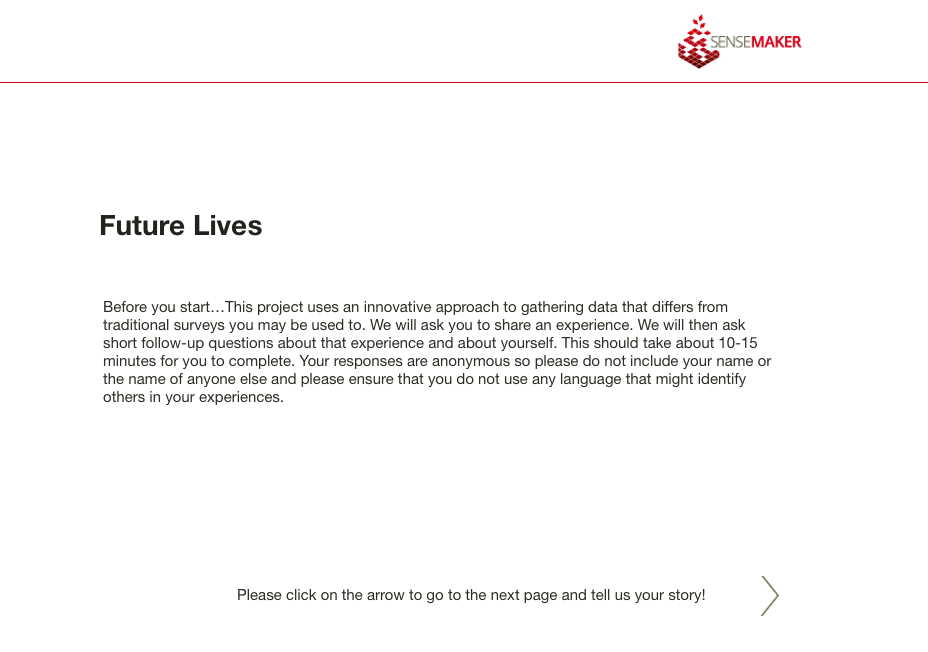 SENSEMAKER
Future Lives
Before you start…This project uses an innovative approach to gathering data that differs from
traditional surveys you may be used to. We will ask you to share an experience. We will then ask
short follow-up questions about that experience and about yourself. This should take about 10-15
minutes for you to complete. Your responses are anonymous so please do not include your name or
the name of anyone else and please ensure that you do not use any language that might identify
others in your experiences.
Please click on the arrow to go to the next page and tell us your story!